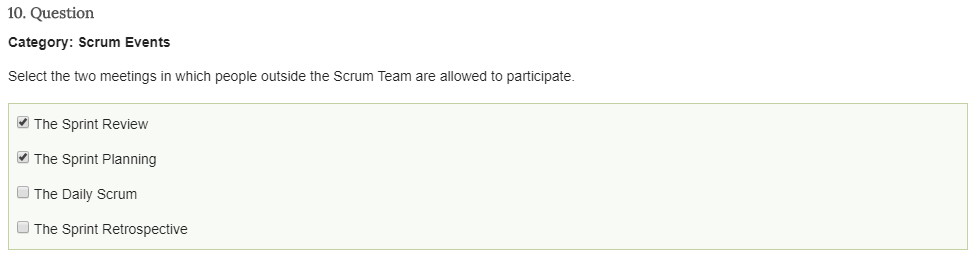 10. Question
Category: Scrum Events
Select the two meetings in which people outside the Scrum Team are allowed to participate.
The Sprint Review
The Sprint Planning
The Daily Scrum
The Sprint Retrospective